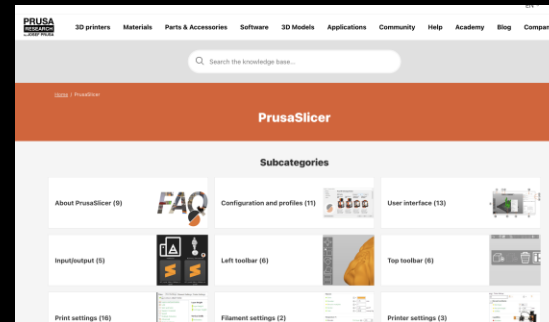 EN
PRUSA
RESEARCH
by JOSEF PRUSA
3D printers Materials Parts & Accessories Software 3D Models Applications Community Help Academy Blog Compan
Search the knowledge base...
Home | PrusaSlicer
PrusaSlicer
Subcategories
About PrusaSlicer (9)
FAQ
Configuration and profiles (11)
User interface (13)
Input/output (5)
Left toolbar (6)
Top toolbar (6)
Print settings (16)
Filament settings (2)
Printer settings (3)